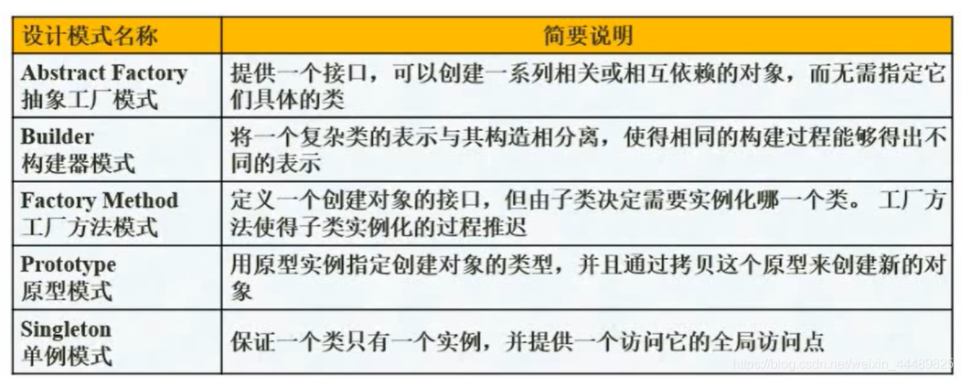 设计模式名称
简要说明
Abstract Factory
抽象工厂模式
提供一个接口，可以创建一系列相关或相互依赖的对象，而无需指定它
们具体的类
Builder
构建器模式
将一个复杂类的表示与其构造相分离，使得相同的构建过程能够得出不
同的表示
Factory Method
工厂方法模式
定义一个创建对象的接口，但由子类决定需要实例化哪一个类。 工厂方
法使得子类实例化的过程推迟
Prototype
原型模式
用原型实例指定创建对象的类型，并且通过拷贝这个原型来创建新的对
象
Singleton
单例模式
保证一个类只有一个实例，并提供一个访问它的全局访问点
https://blog.csdn.net/weixin_44489825